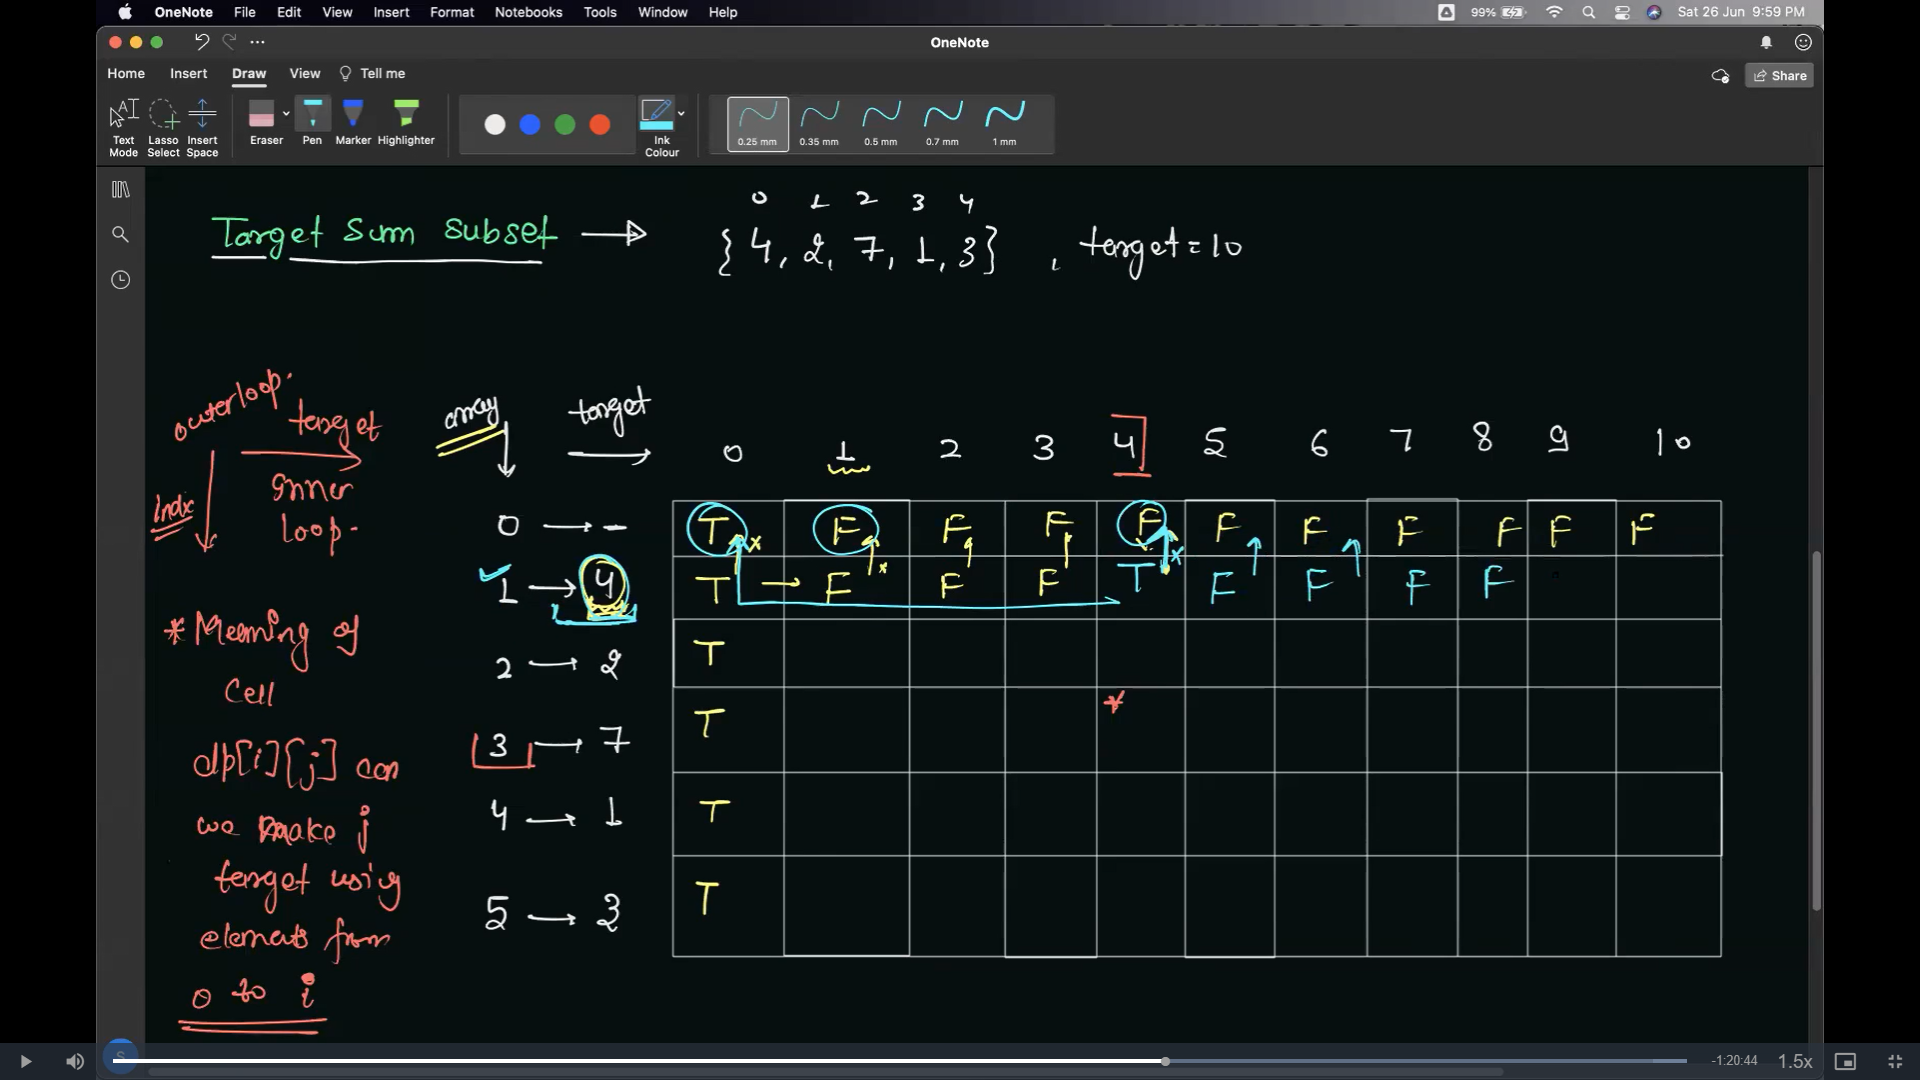 OneNote File Edit View Insert Format Notebooks Tools Window Help 99% Sat 26 Jun 9:59 PM
OneNote
Home Insert Draw View Tell me Share
Text Mode
Lasso Select
Insert Space
Eraser
Pen
Marker
Highlighter
Ink Colour
0.25 mm 0.35 mm 0.5 mm 0.7 mm 1 mm
0 1 2 3 4
Target Sum Subset → {4, 2, 7, 1, 3} , target = 10
outer loop.
target
Inner
loop.
Indx
array target
0 1 2 3 4 5 6 7 8 9 10
0 → - T F F F F F F F F F F
1 → 4 T → F F F T F F F F
2 → 2 T
3 → 7 T *
4 → 1 T
5 → 3 T
* Meaning of
Cell
dp[i][j] can
we make j
target using
elements from
0 to i
S
-1:20:44 1.5x